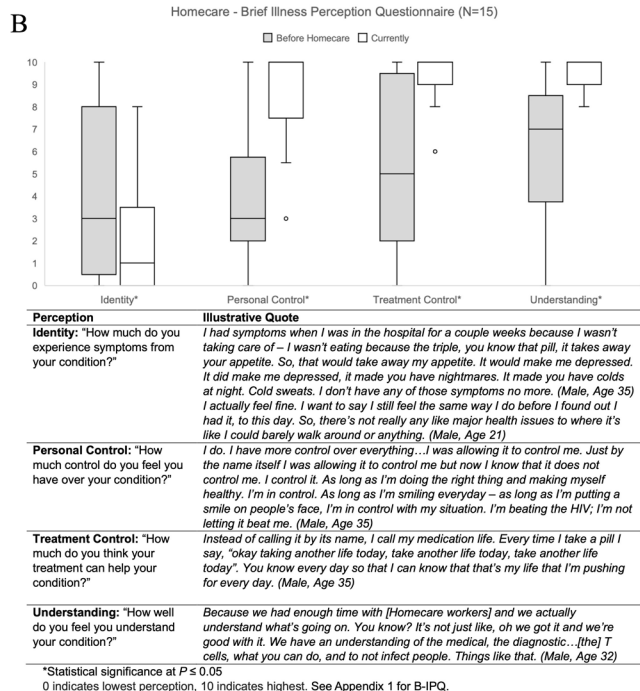 B
Homecare - Brief Illness Perception Questionnaire (N=15)
Before Homecare Currently
10
9
8
7
6
5
4
3
2
1
0
Identity* Personal Control* Treatment Control* Understanding*
Perception Illustrative Quote
Identity: “How much do you I had symptoms when I was in the hospital for a couple weeks because I wasn’t
experience symptoms from taking care of – I wasn’t eating because the triple, you know that pill, it takes away
your condition?” your appetite. So, that would take away my appetite. It would make me depressed.
It did make me depressed, it made you have nightmares. It made you have colds
at night. Cold sweats. I don’t have any of those symptoms no more. (Male, Age 35)
I actually feel fine. I want to say I still feel the same way I do before I found out I
had it, to this day. So, there’s not really any like major health issues to where it’s
like I could barely walk around or anything. (Male, Age 21)
Personal Control: “How I do. I have more control over everything…I was allowing it to control me. Just by
much control do you feel you the name itself I was allowing it to control me but now I know that it does not
have over your condition?” control me. I control it. As long as I’m doing the right thing and making myself
healthy. I’m in control. As long as I’m smiling everyday – as long as I’m putting a
smile on people’s face, I’m in control with my situation. I’m beating the HIV; I’m not
letting it beat me. (Male, Age 35)
Treatment Control: “How Instead of calling it by its name, I call my medication life. Every time I take a pill I
much do you think your say, “okay taking another life today, take another life today, take another life
treatment can help your today”. You know every day so that I can know that that’s my life that I’m pushing
condition?” for every day. (Male, Age 35)
Understanding: “How well Because we had enough time with [Homecare workers] and we actually
do you feel you understand understand what’s going on. You know? It’s not just like, oh we got it and we’re
your condition?” good with it. We have an understanding of the medical, the diagnostic…[the] T
cells, what you can do, and to not infect people. Things like that. (Male, Age 32)
*Statistical significance at P ≤ 0.05
0 indicates lowest perception, 10 indicates highest. See Appendix 1 for B-IPQ.